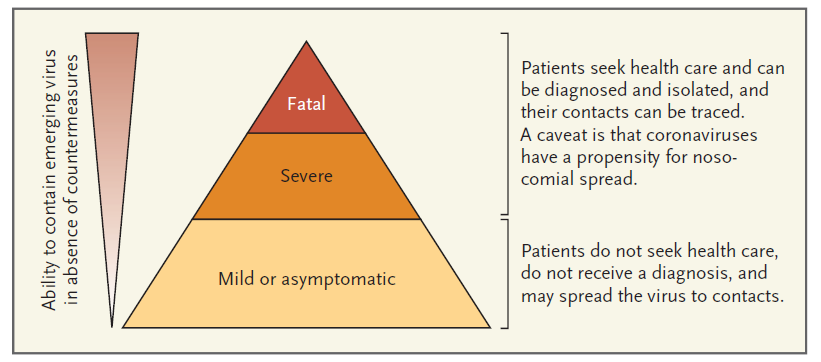 Ability to contain emerging virus
in absence of countermeasures
Fatal
Severe
Mild or asymptomatic
Patients seek health care and can
be diagnosed and isolated, and
their contacts can be traced.
A caveat is that coronaviruses
have a propensity for noso-
comial spread.
Patients do not seek health care,
do not receive a diagnosis, and
may spread the virus to contacts.